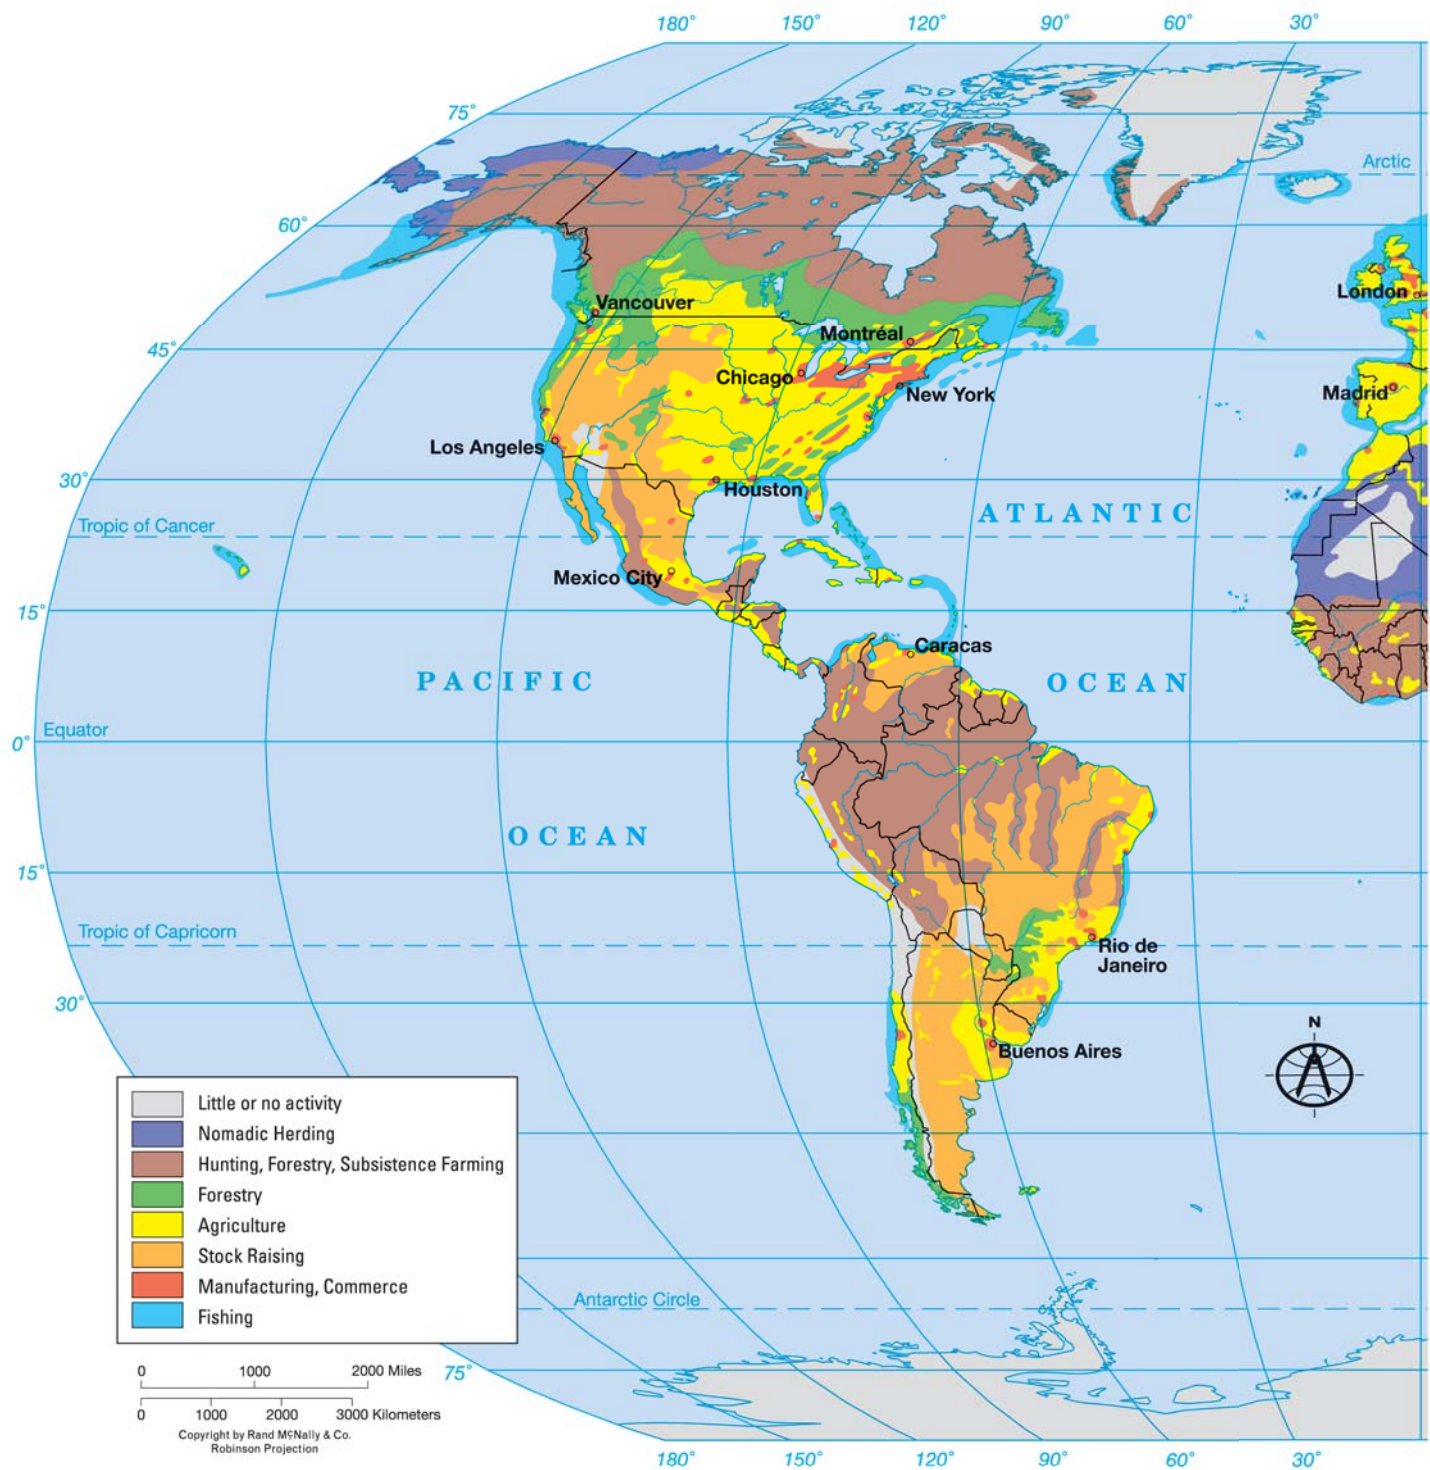 180°
150°
120°
90°
60°
30°
75°
Arctic
60°
London
Vancouver
Montréal
45°
Chicago
New York
Madrid
Los Angeles
30°
Houston
ATLANTIC
Tropic of Cancer
Mexico City
15°
Caracas
PACIFIC
OCEAN
Equator
0°
OCEAN
15°
Tropic of Capricorn
Rio de
Janeiro
30°
N
Buenos Aires
Little or no activity
Nomadic Herding
Hunting, Forestry, Subsistence Farming
Forestry
Agriculture
Stock Raising
Manufacturing, Commerce
Fishing
Antarctic Circle
75°
0 1000 2000 Miles
0 1000 2000 3000 Kilometers
Copyright by Rand McNally & Co.
Robinson Projection
180°
150°
120°
90°
60°
30°